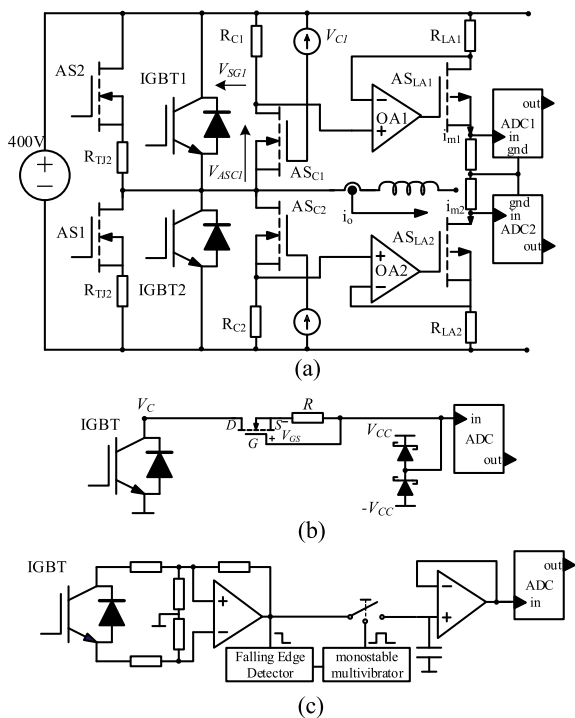 R_C1
V_C1
R_LA1
AS2
IGBT1
V_SG1
AS_LA1
OA1
ADC1
out
in
gnd
R_TJ2
400V
V_ASC1
AS_C1
i_m1
AS_C2
i_o
i_m2
gnd
in
ADC2
out
AS1
AS_LA2
OA2
R_TJ2
IGBT2
R_C2
R_LA2
(a)
V_C
IGBT
D
S
R
G
V_GS
V_CC
-V_CC
in
ADC
out
(b)
IGBT
out
ADC
in
Falling Edge
Detector
monostable
multivibrator
(c)